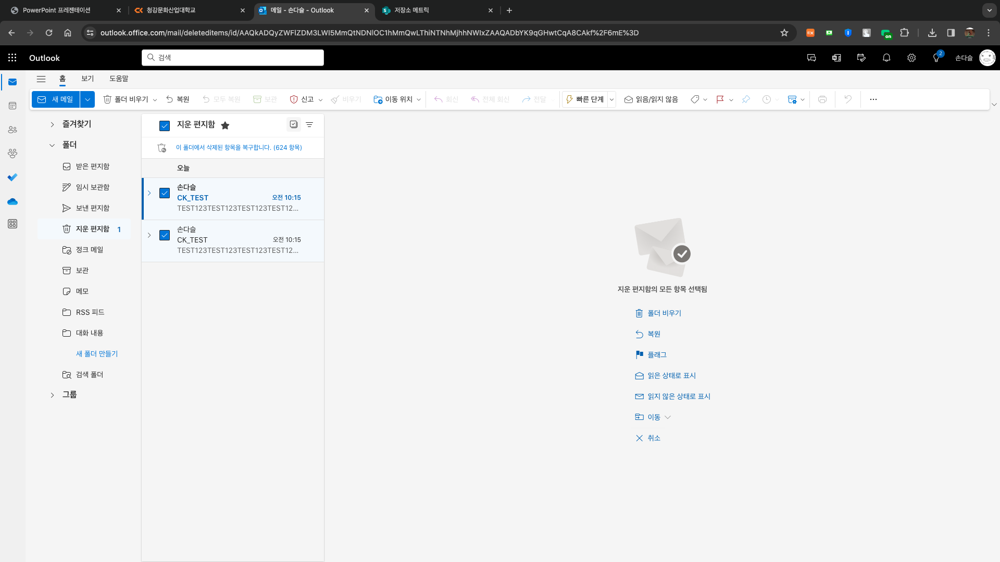 PowerPoint 프레젠테이션
청강문화산업대학교
메일 - 손다슬 - Outlook
저장소 메트릭
outlook.office.com/mail/deleteditems/id/AAQkADQyZWFlZDM3LWI5MmQtNDNlOC1hMmQwLThiNTNhMjhhNWIxZAAQADbYK9qGHwtCqA8CAkf%2F6mE%3D
on
Outlook
검색
2
손다슬
홈
보기
도움말
새 메일
폴더 비우기
복원
모두 복원
보관
신고
비우기
이동 위치
회신
전체 회신
전달
빠른 단계
읽음/읽지 않음
즐겨찾기
폴더
받은 편지함
임시 보관함
보낸 편지함
지운 편지함 1
정크 메일
보관
메모
RSS 피드
대화 내용
새 폴더 만들기
검색 폴더
그룹
지운 편지함
이 폴더에서 삭제된 항목을 복구합니다. (624 항목)
오늘
손다슬
CK_TEST 오전 10:15
TEST123TEST123TEST123TEST12...
손다슬
CK_TEST 오전 10:15
TEST123TEST123TEST123TEST12...
지운 편지함의 모든 항목 선택됨
폴더 비우기
복원
플래그
읽은 상태로 표시
읽지 않은 상태로 표시
이동
취소